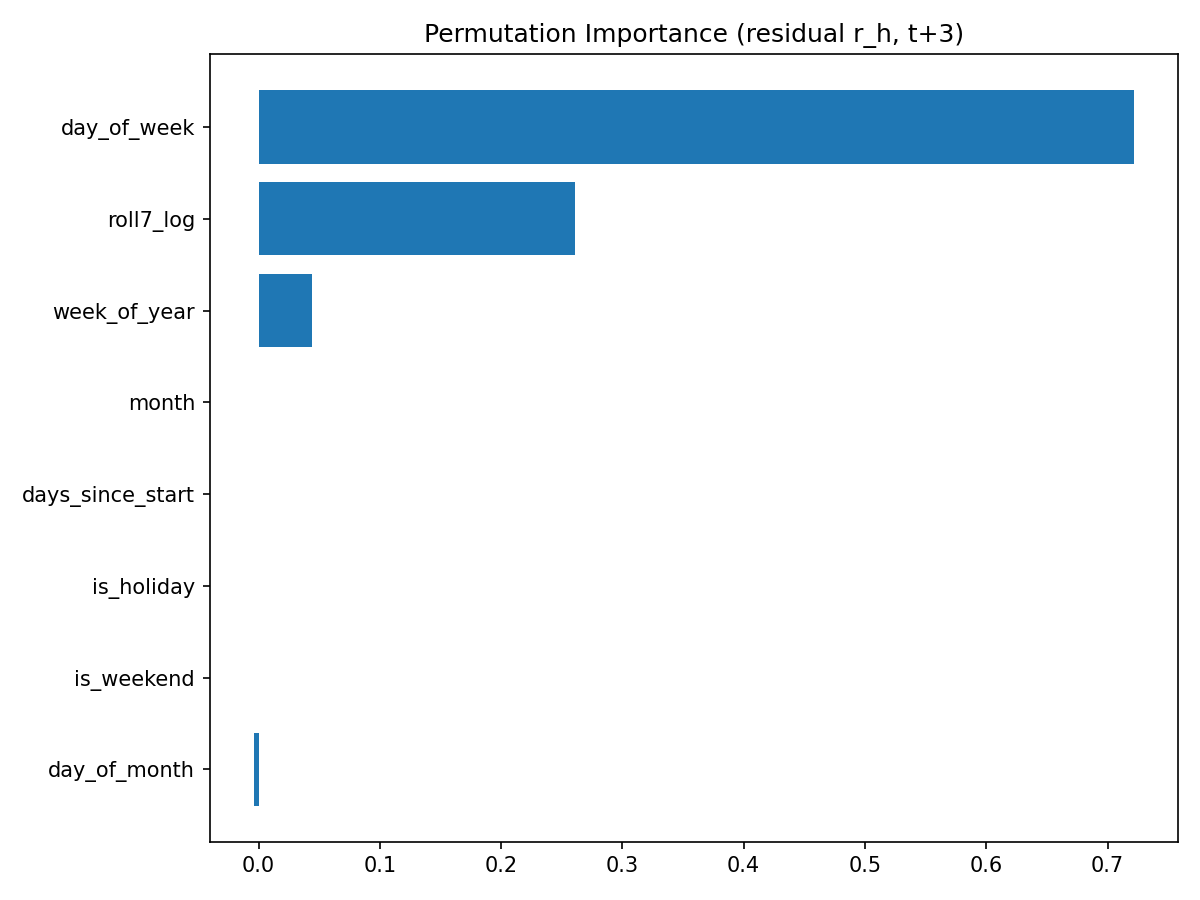 Permutation Importance (residual r_h, t+3)
day_of_week
roll7_log
week_of_year
month
days_since_start
is_holiday
is_weekend
day_of_month
0.0 0.1 0.2 0.3 0.4 0.5 0.6 0.7